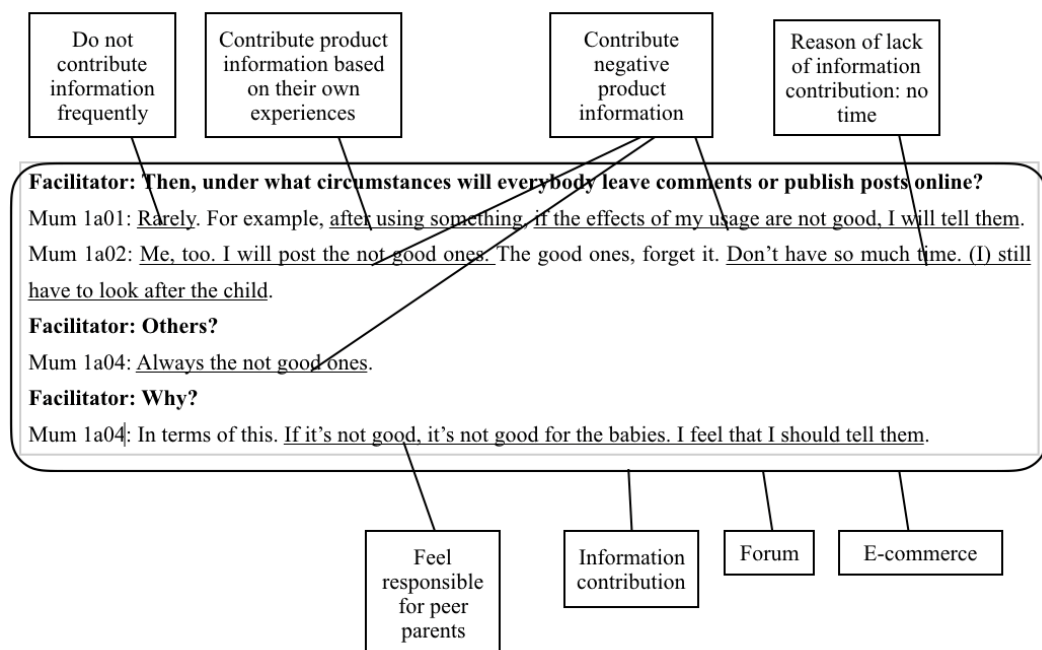 Do not
contribute
information
frequently
Contribute product
information based
on their own
experiences
Contribute
negative
product
information
Reason of lack
of information
contribution: no
time
Facilitator: Then, under what circumstances will everybody leave comments or publish posts online?
Mum 1a01: Rarely. For example, after using something, if the effects of my usage are not good, I will tell them.
Mum 1a02: Me, too. I will post the not good ones. The good ones, forget it. Don’t have so much time. (I) still
have to look after the child.
Facilitator: Others?
Mum 1a04: Always the not good ones.
Facilitator: Why?
Mum 1a04: In terms of this. If it’s not good, it’s not good for the babies. I feel that I should tell them.
Feel
responsible
for peer
parents
Information
contribution
Forum
E-commerce